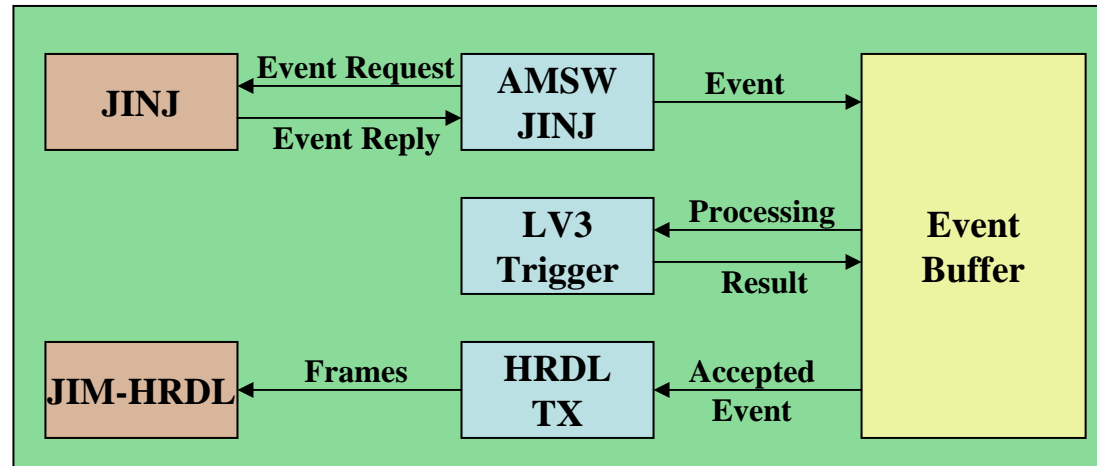 JINJ
Event Request
Event Reply
AMSW
JINJ
Event
LV3
Trigger
Processing
Result
Event
Buffer
JIM-HRDL
Frames
HRDL
TX
Accepted
Event